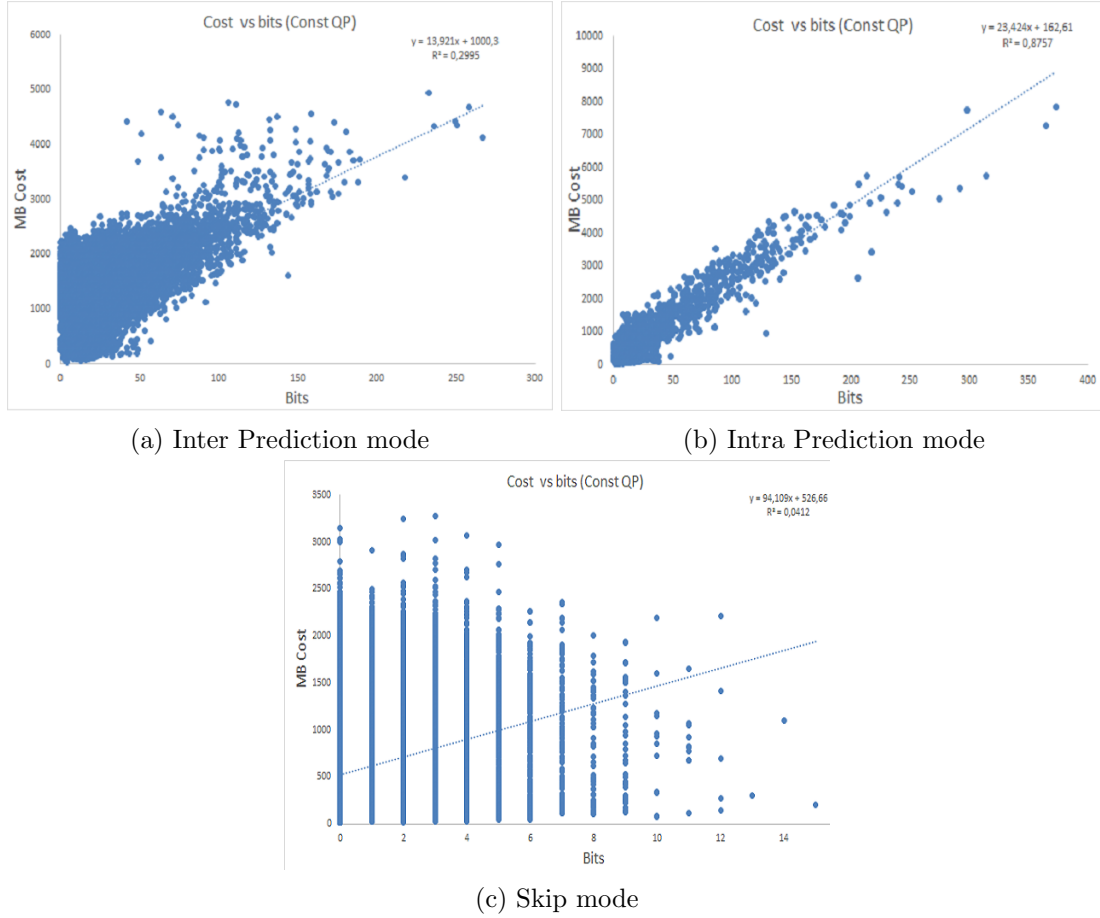 Cost vs bits (Const QP)
y = 13,921x + 1000,3
R² = 0,2995
6000
5000
4000
3000
2000
1000
0
MB Cost
0 50 100 150 200 250 300
Bits
(a) Inter Prediction mode
Cost vs bits (Const QP)
y = 23,424x + 162,61
R² = 0,8757
10000
9000
8000
7000
6000
5000
4000
3000
2000
1000
0
MB Cost
0 50 100 150 200 250 300 350 400
Bits
(b) Intra Prediction mode
Cost vs bits (Const QP)
y = 94,109x + 526,66
R² = 0,0412
3500
3000
2500
2000
1500
1000
500
0
MB Cost
0 2 4 6 8 10 12 14
Bits
(c) Skip mode